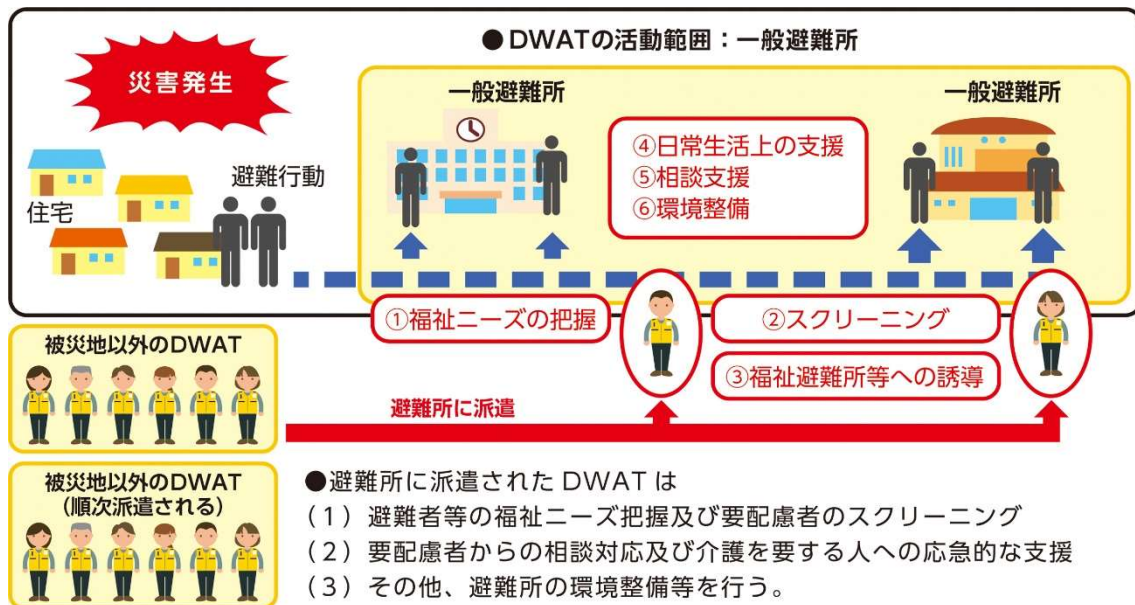 ●DWATの活動範囲：一般避難所
災害発生
一般避難所
一般避難所
④日常生活上の支援
⑤相談支援
⑥環境整備
避難行動
住宅
①福祉ニーズの把握
②スクリーニング
③福祉避難所等への誘導
被災地以外のDWAT
避難所に派遣
被災地以外のDWAT
(順次派遣される)
●避難所に派遣された DWAT は
（1）避難者等の福祉ニーズ把握及び要配慮者のスクリーニング
（2）要配慮者からの相談対応及び介護を要する人への応急的な支援
（3）その他、避難所の環境整備等を行う。